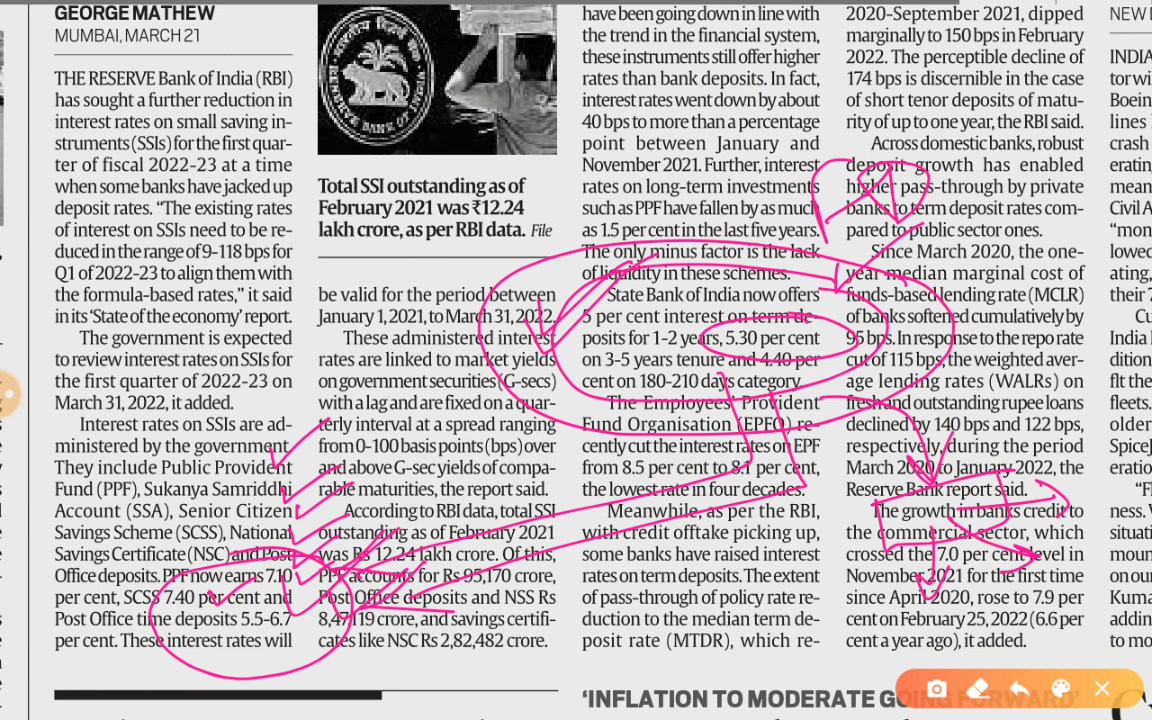 GEORGE MATHEW
MUMBAI, MARCH 21
THE RESERVE Bank of India (RBI)
has sought a further reduction in
interest rates on small saving in-
struments (SSIs) for the first quar-
ter of fiscal 2022-23 at a time
when some banks have jacked up
deposit rates. “The existing rates
of interest on SSIs need to be re-
duced in the range of 9-118 bps for
Q1 of 2022-23 to align them with
the formula-based rates,” it said
in its ‘State of the economy’ report.
The government is expected
to review interest rates on SSIs for
the first quarter of 2022-23 on
March 31, 2022, it added.
Interest rates on SSIs are ad-
ministered by the government.
They include Public Provident
Fund (PPF), Sukanya Samriddhi
Account (SSA), Senior Citizen
Savings Scheme (SCSS), National
Savings Certificate (NSC) and Post
Office deposits. PPF now earns 7.10
per cent, SCSS 7.40 per cent and
Post Office time deposits 5.5-6.7
per cent. These interest rates will
Total SSI outstanding as of
February 2021 was ₹12.24
lakh crore, as per RBI data. File
be valid for the period between
January 1, 2021, to March 31, 2022.
These administered interest
rates are linked to market yields
on government securities (G-secs)
with a lag and are fixed on a quar-
terly interval at a spread ranging
from 0-100 basis points (bps) over
and above G-sec yields of compa-
rable maturities, the report said.
According to RBI data, total SSI
outstanding as of February 2021
was Rs 12.24 lakh crore. Of this,
PPF accounts for Rs 95,170 crore,
Post Office deposits and NSS Rs
19 crore, and savings certifi-
cates like NSC Rs 2,82,482 crore.
have been going down in line with
the trend in the financial system,
these instruments still offer higher
rates than bank deposits. In fact,
interest rates went down by about
40 bps to more than a percentage
point between January and
November 2021. Further, interest
rates on long-term investments
such as PPF have fallen by as much
as 1.5 per cent in the last five years.
The only minus factor is the lack
of liquidity in these schemes.
State Bank of India now offers
5 per cent interest on term de-
posits for 1-2 years, 5.30 per cent
on 3-5 years tenure and 4.40 per
cent on 180-210 days category.
The Employees’ Provident
Fund Organisation (EPFO) re-
cently cut the interest rates on EPF
from 8.5 per cent to 8.1 per cent,
the lowest rate in four decades.
Meanwhile, as per the RBI,
with credit offtake picking up,
some banks have raised interest
rates on term deposits. The extent
of pass-through of policy rate re-
duction to the median term de-
posit rate (MTDR), which re-
2020-September 2021, dipped
marginally to 150 bps in February
2022. The perceptible decline of
174 bps is discernible in the case
of short tenor deposits of matu-
rity of up to one year, the RBI said.
Across domestic banks, robust
deposit growth has enabled
higher pass-through by private
banks to term deposit rates com-
pared to public sector ones.
Since March 2020, the one-
year median marginal cost of
funds-based lending rate (MCLR)
of banks softened cumulatively by
95 bps. In response to the repo rate
cut of 115 bps, the weighted aver-
age lending rates (WALRs) on
fresh and outstanding rupee loans
declined by 140 bps and 122 bps,
respectively, during the period
March 2020 to January 2022, the
Reserve Bank report said.
The growth in banks credit to
the commercial sector, which
crossed the 7.0 per cent level in
November 2021 for the first time
since April 2020, rose to 7.9 per
cent on February 25, 2022 (6.6 per
cent a year ago), it added.
‘INFLATION TO MODERATE GOING FORWARD’
NEW
INDIA
tor wi
Boein
lines
crash
erating
mean
Civil A
“mon
lowed
ating,
their 7
Cu
India
dition
flt the
fleets.
older
SpiceJ
eratio
“F
ness. V
situati
moun
on our
Kuma
addin
to mo